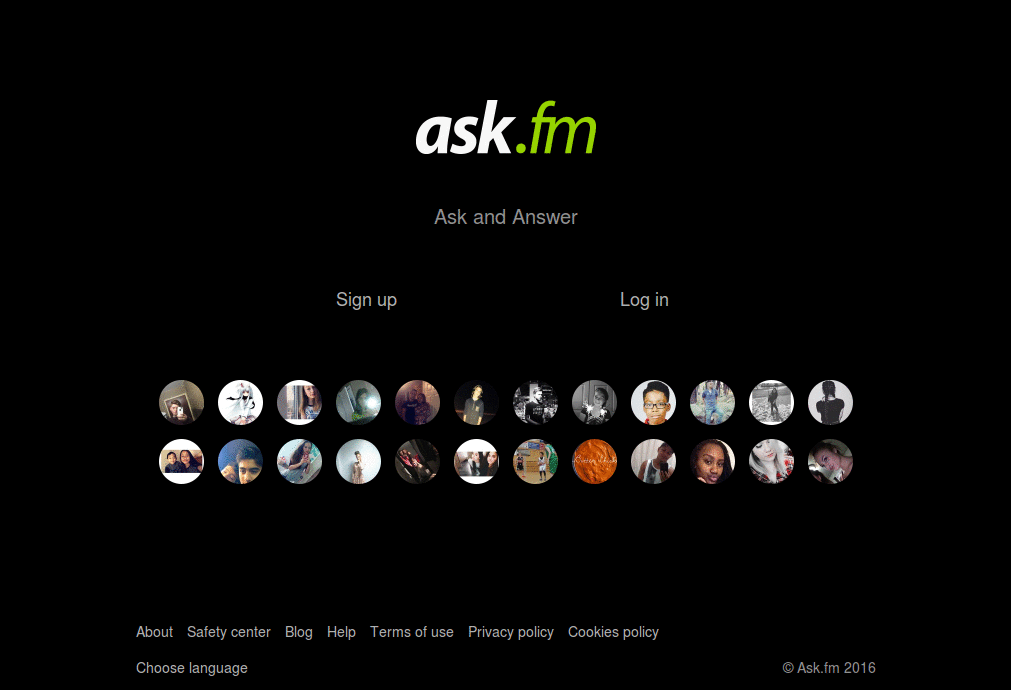 ask.fm
Ask and Answer
Sign up Log in
About Safety center Blog Help Terms of use Privacy policy Cookies policy
Choose language © Ask.fm 2016